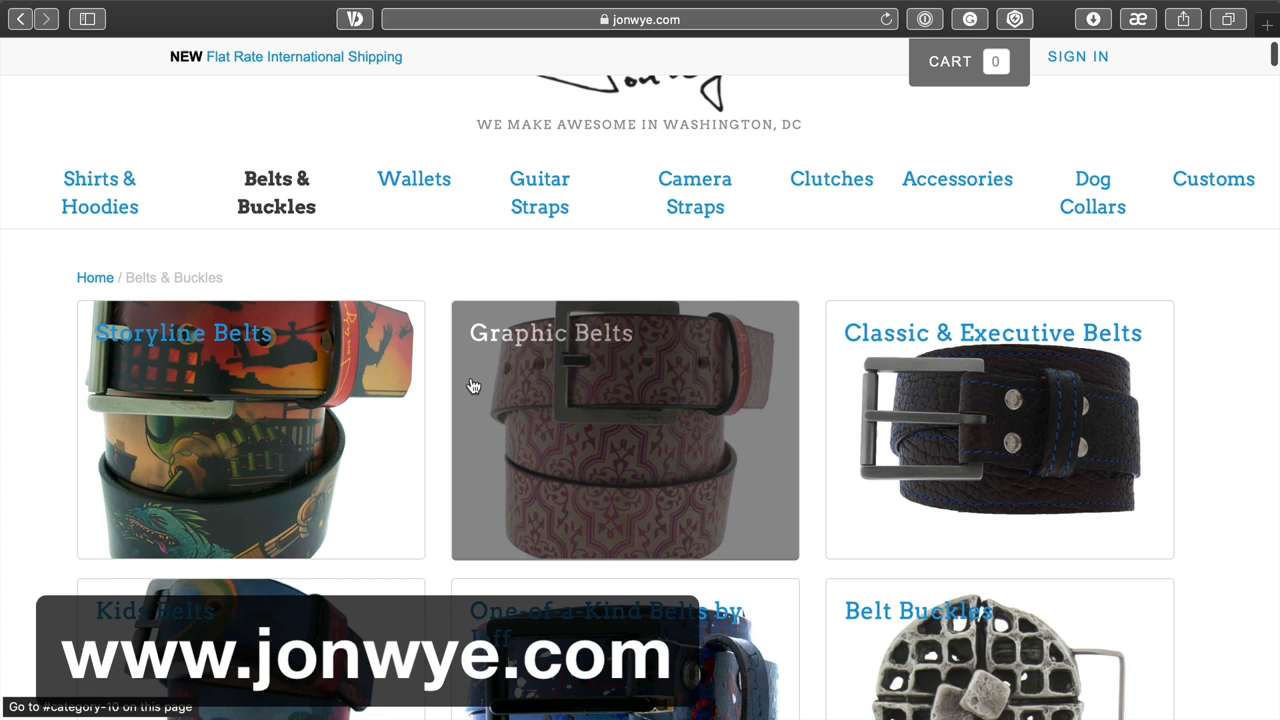 jonwye.com
NEW Flat Rate International Shipping
CART 0
SIGN IN
Jon Wye
WE MAKE AWESOME IN WASHINGTON, DC
Shirts &
Hoodies
Belts &
Buckles
Wallets
Guitar
Straps
Camera
Straps
Clutches
Accessories
Dog
Collars
Customs
Home / Belts & Buckles
Storyline Belts
Graphic Belts
Classic & Executive Belts
Kids Belts
One-of-a-Kind Belts by
Jeff
Belt Buckles
www.jonwye.com
Go to #category-10 on this page